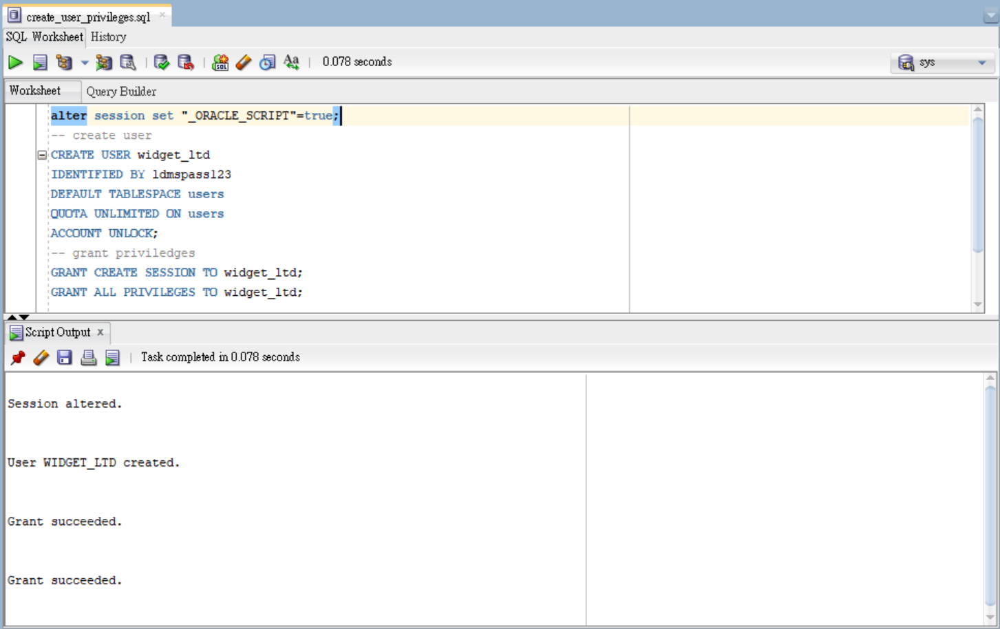 create_user_privileges.sql
SQL Worksheet History
0.078 seconds
sys
Worksheet Query Builder
alter session set "_ORACLE_SCRIPT"=true;
-- create user
CREATE USER widget_ltd
IDENTIFIED BY ldmspass123
DEFAULT TABLESPACE users
QUOTA UNLIMITED ON users
ACCOUNT UNLOCK;
-- grant priviledges
GRANT CREATE SESSION TO widget_ltd;
GRANT ALL PRIVILEGES TO widget_ltd;
Script Output x
Task completed in 0.078 seconds
Session altered.
User WIDGET_LTD created.
Grant succeeded.
Grant succeeded.